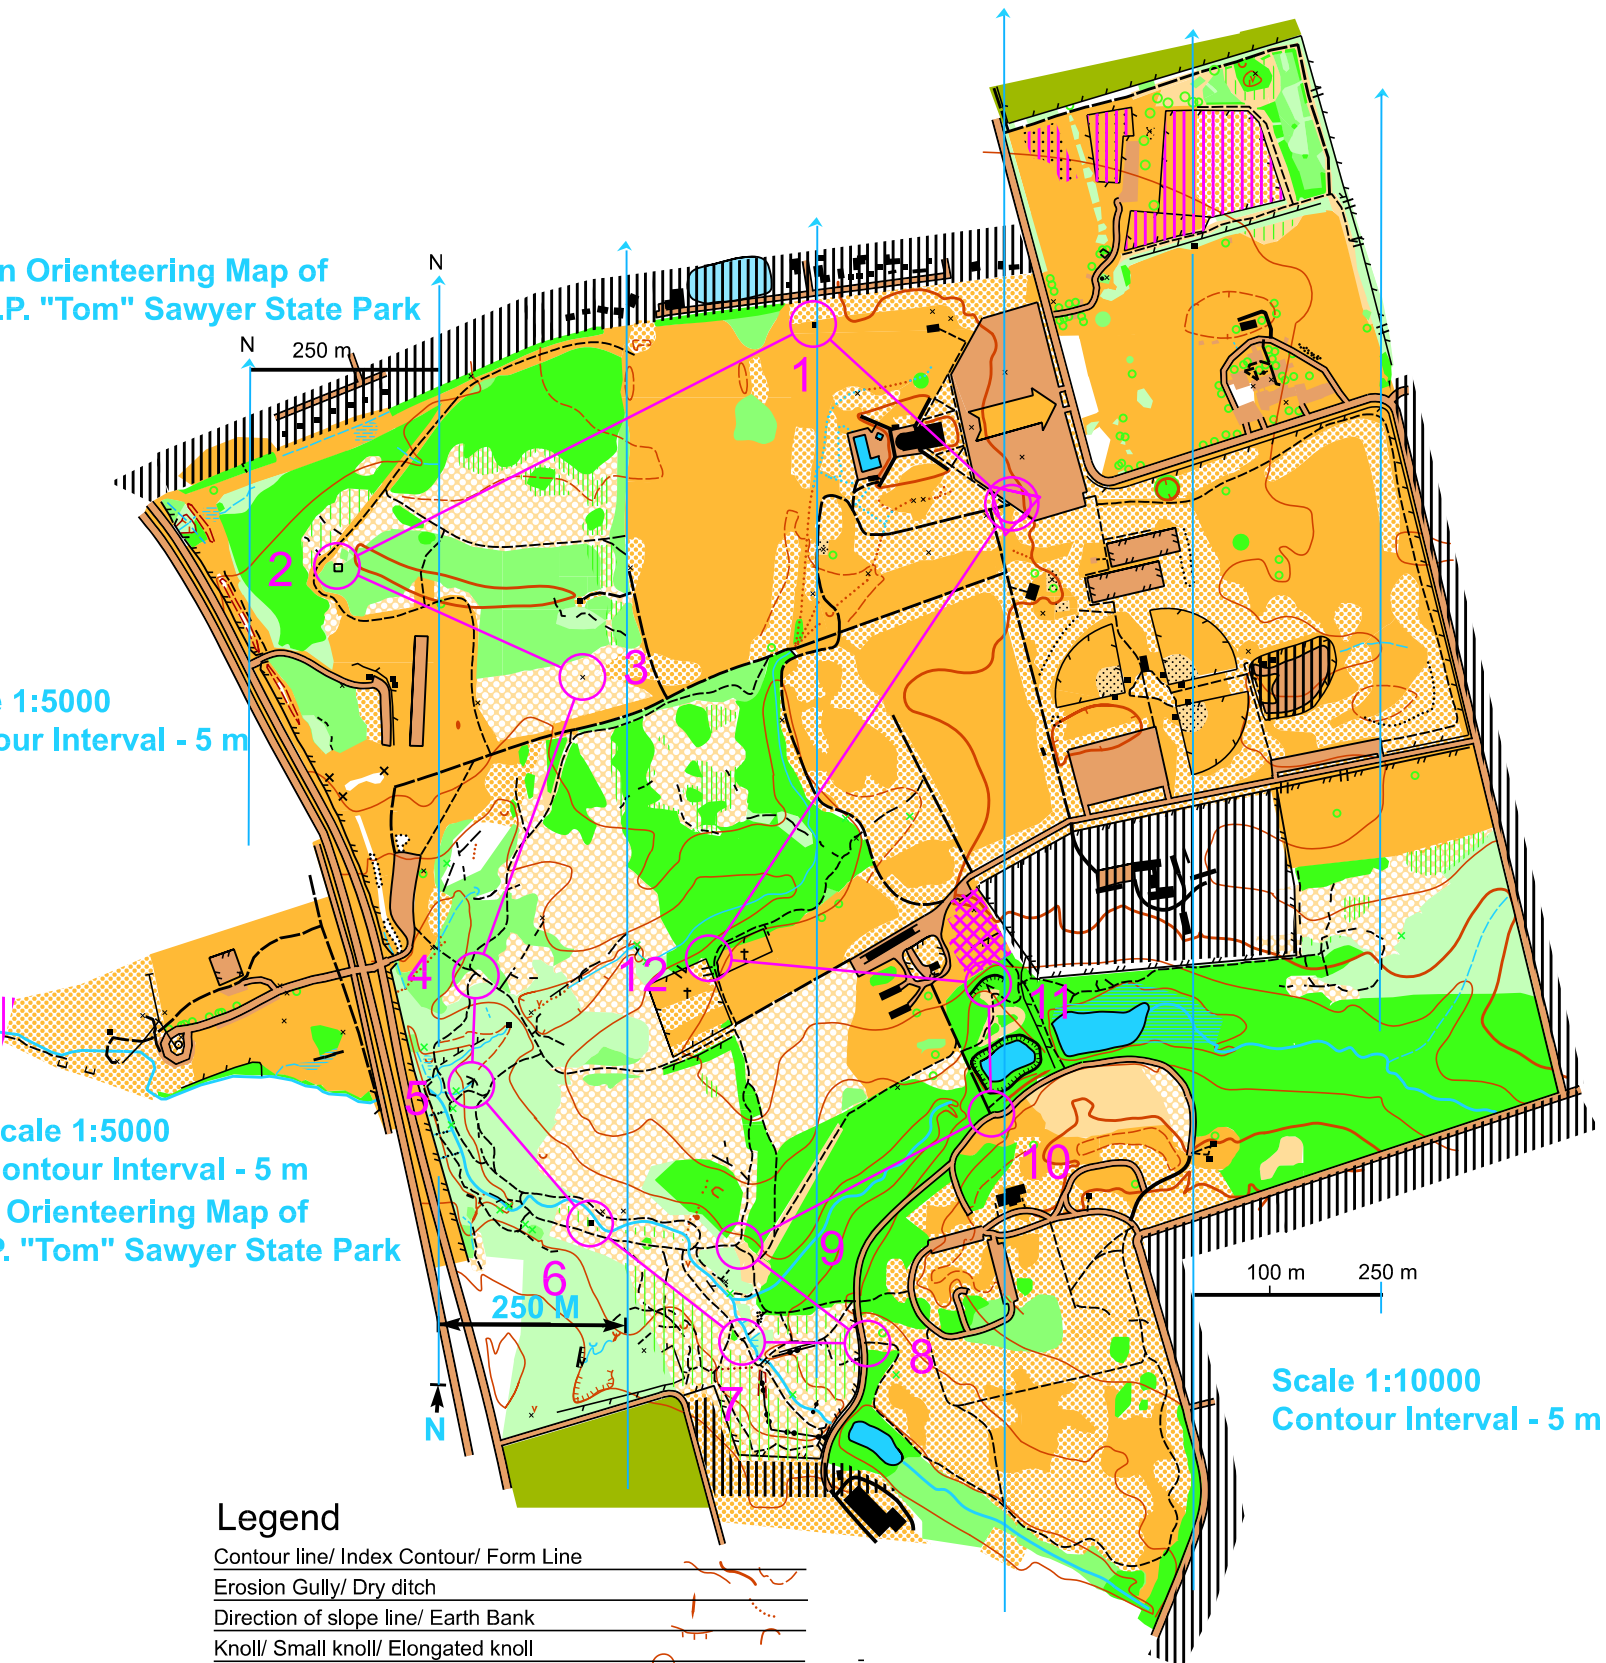 n Orienteering Map of
.P. "Tom" Sawyer State Park
N
N
250 m
1
2
3
e 1:5000
our Interval - 5 m
4
12
11
5
cale 1:5000
ontour Interval - 5 m
Orienteering Map of
P. "Tom" Sawyer State Park
10
9
6
250 M
100 m 250 m
8
7
N
Scale 1:10000
Contour Interval - 5 m
Legend
Contour line/ Index Contour/ Form Line
Erosion Gully/ Dry ditch
Direction of slope line/ Earth Bank
Knoll/ Small knoll/ Elongated knoll